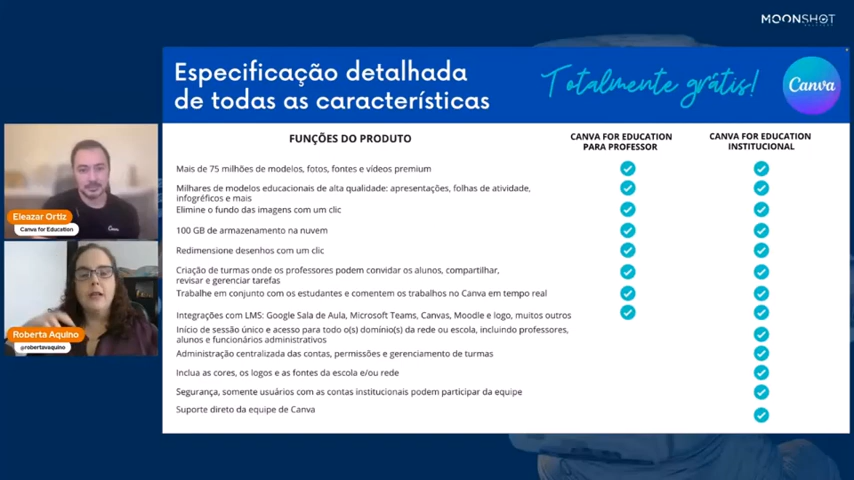 MOONSHOT
Especificação detalhada
de todas as características
Totalmente grátis!
Canva
FUNÇÕES DO PRODUTO
CANVA FOR EDUCATION
PARA PROFESSOR
CANVA FOR EDUCATION
INSTITUCIONAL
Mais de 75 milhões de modelos, fotos, fontes e vídeos premium
Milhares de modelos educacionais de alta qualidade: apresentações, folhas de atividade,
infográficos e mais
Elimine o fundo das imagens com um clic
100 GB de armazenamento na nuvem
Redimensione desenhos com um clic
Criação de turmas onde os professores podem convidar os alunos, compartilhar,
revisar e gerenciar tarefas
Trabalhe em conjunto com os estudantes e comentem os trabalhos no Canva em tempo real
Integrações com LMS: Google Sala de Aula, Microsoft Teams, Canvas, Moodle e logo, muitos outros
Início de sessão único e acesso para todo o(s) domínio(s) da rede ou escola, incluindo professores,
alunos e funcionários administrativos
Administração centralizada das contas, permissões e gerenciamento de turmas
Inclua as cores, os logos e as fontes da escola e/ou rede
Segurança, somente usuários com as contas institucionais podem participar da equipe
Suporte direto da equipe de Canva
Eleazar Ortiz
Canva for Education
Roberta Aquino
@robertavaquino